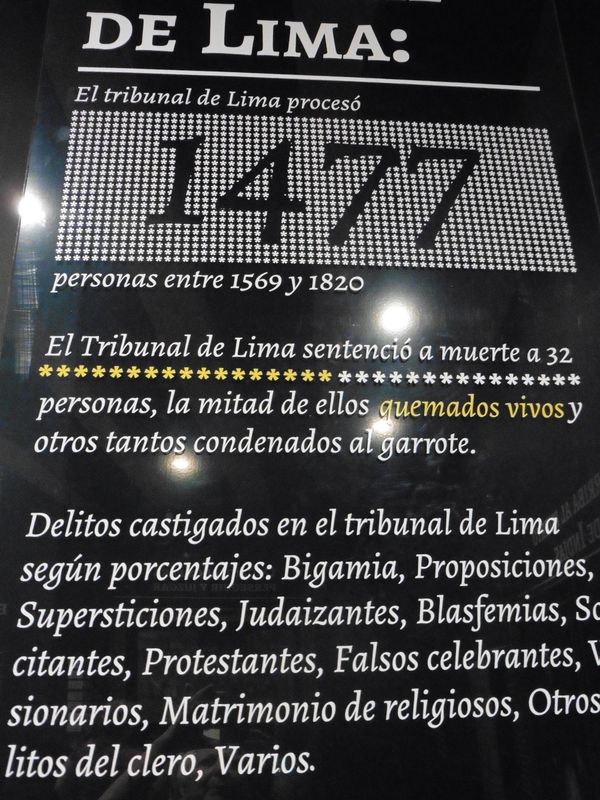 DE LIMA:
El tribunal de Lima procesó
1477
personas entre 1569 y 1820
El Tribunal de Lima sentenció a muerte a 32
personas, la mitad de ellos quemados vivos y
otros tantos condenados al garrote.
Delitos castigados en el tribunal de Lima
según porcentajes: Bigamia, Proposiciones,
Supersticiones, Judaizantes, Blasfemias, So
citantes, Protestantes, Falsos celebrantes, V
sionarios, Matrimonio de religiosos, Otros
litos del clero, Varios.